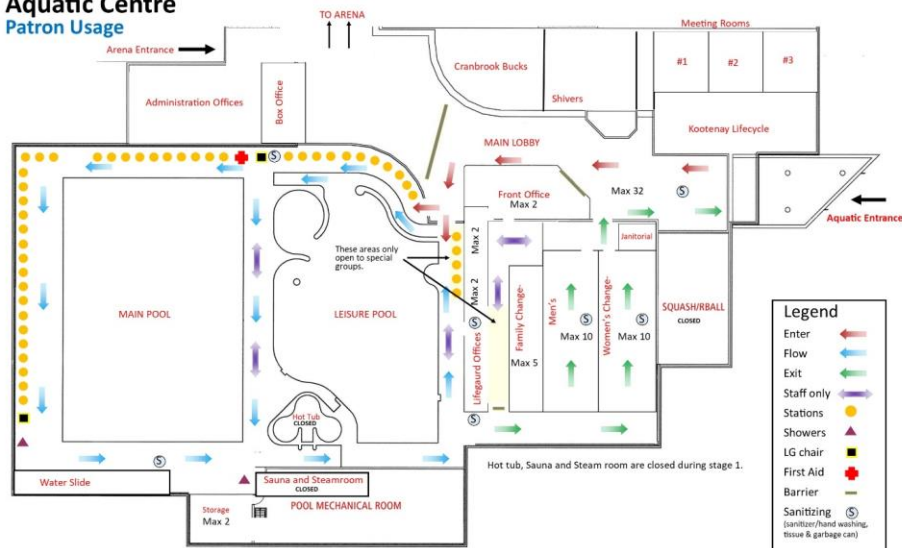 Aquatic Centre
Patron Usage
TO ARENA
Arena Entrance
Meeting Rooms
Cranbrook Bucks
#1
#2
#3
Administration Offices
Box Office
Shivers
Kootenay Lifecycle
MAIN LOBBY
S
Front Office
Max 2
Max 32
S
Aquatic Entrance
These areas only
open to special
groups.
Max 2
Max 2
Janitorial
MAIN POOL
LEISURE POOL
S
Lifegaurd Offices
Family Change-
Max 5
Men's
S
Max 10
Women's Change-
S
Max 10
SQUASH/RBALL
CLOSED
Hot Tub
CLOSED
S
S
Water Slide
Sauna and Steamroom
CLOSED
Storage
Max 2
POOL MECHANICAL ROOM
Hot tub, Sauna and Steam room are closed during stage 1.
Legend
Enter
Flow
Exit
Staff only
Stations
Showers
LG chair
First Aid
Barrier
Sanitizing S
(sanitizer/hand washing,
tissue & garbage can)